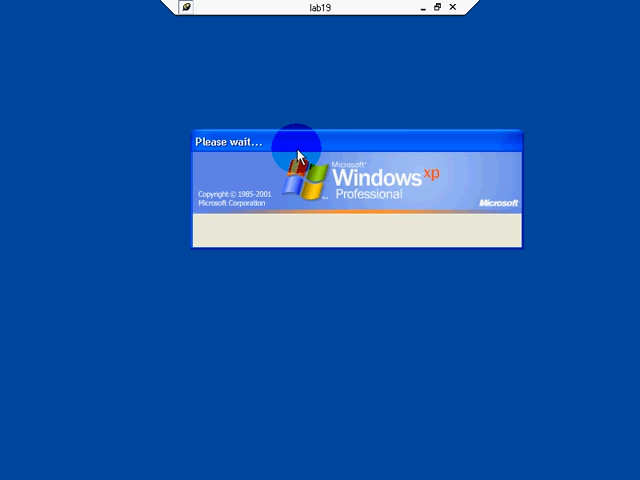 lab19
Please wait...
Microsoft®
Windows xp
Professional
Copyright © 1985-2001
Microsoft Corporation
Microsoft